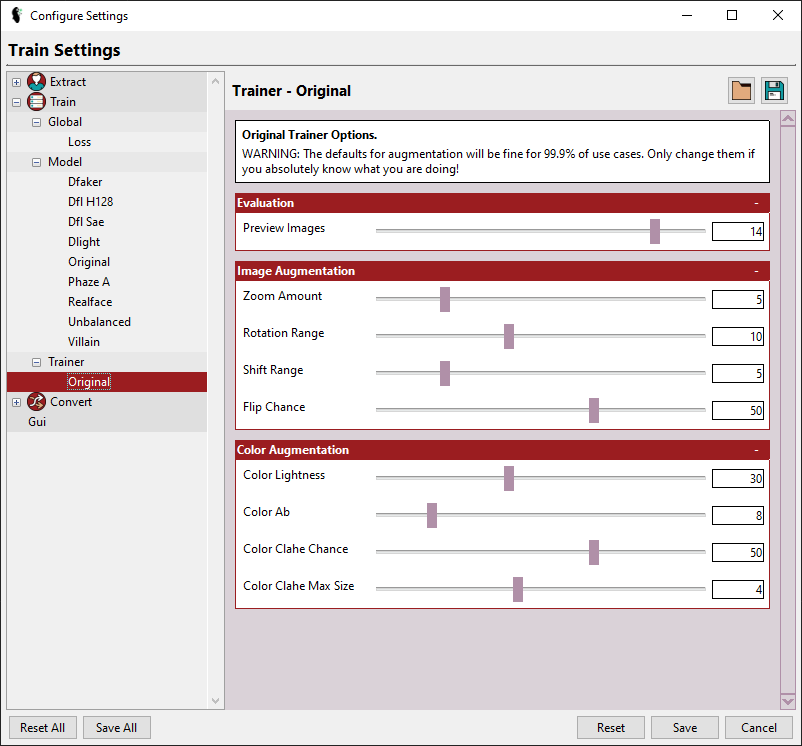 Configure Settings
Train Settings
Extract
Train
Global
Loss
Model
Dfaker
Dfl H128
Dfl Sae
Dlight
Original
Phaze A
Realface
Unbalanced
Villain
Trainer
Original
Convert
Gui
Trainer - Original
Original Trainer Options.
WARNING: The defaults for augmentation will be fine for 99.9% of use cases. Only change them if
you absolutely know what you are doing!
Evaluation -
Preview Images 14
Image Augmentation -
Zoom Amount 5
Rotation Range 10
Shift Range 5
Flip Chance 50
Color Augmentation -
Color Lightness 30
Color Ab 8
Color Clahe Chance 50
Color Clahe Max Size 4
Reset All Save All Reset Save Cancel